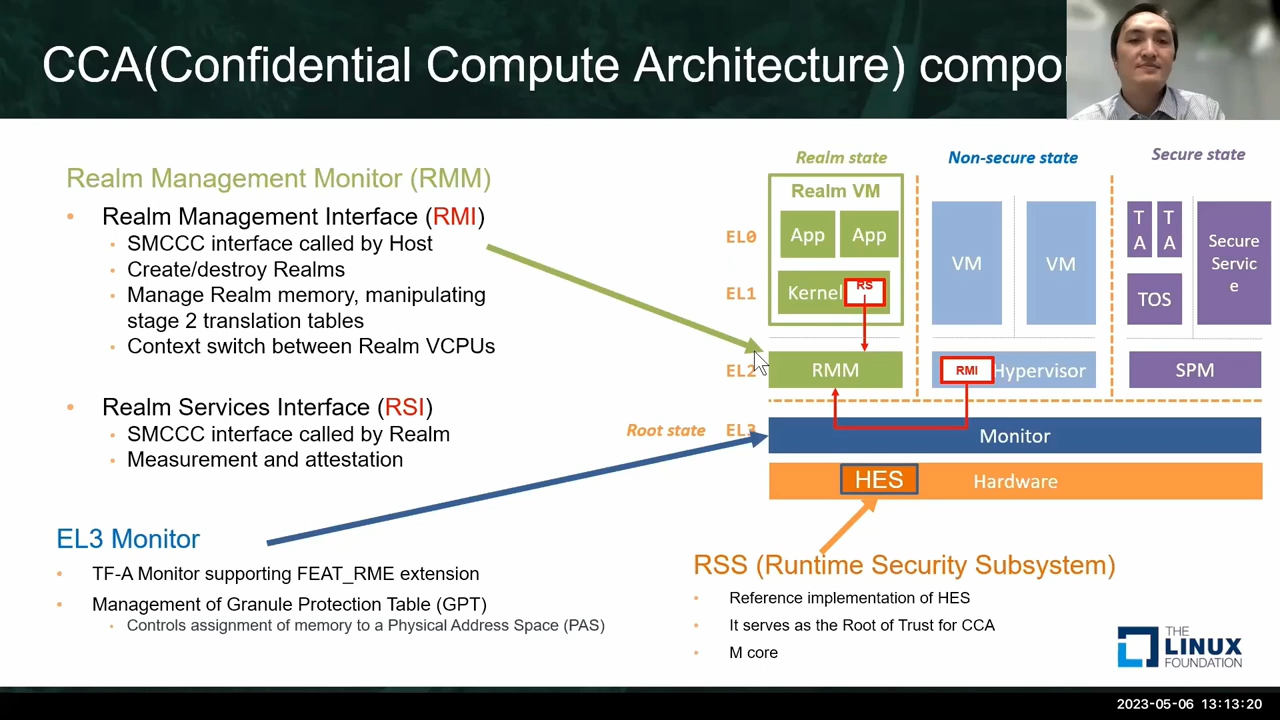 CCA(Confidential Compute Architecture) compo
Realm Management Monitor (RMM)
• Realm Management Interface (RMI)
• SMCCC interface called by Host
• Create/destroy Realms
• Manage Realm memory, manipulating
stage 2 translation tables
• Context switch between Realm VCPUs
• Realm Services Interface (RSI)
• SMCCC interface called by Realm
• Measurement and attestation
EL3 Monitor
• TF-A Monitor supporting FEAT_RME extension
• Management of Granule Protection Table (GPT)
• Controls assignment of memory to a Physical Address Space (PAS)
Realm state
Non-secure state
Secure state
Realm VM
EL0
App
App
VM
VM
T
A
T
A
Secure
Servic
e
EL1
Kernel
RS
TOS
EL2
RMM
RMI
Hypervisor
SPM
Root state
EL3
Monitor
HES
Hardware
RSS (Runtime Security Subsystem)
• Reference implementation of HES
• It serves as the Root of Trust for CCA
• M core
THE
LINUX
FOUNDATION
2023-05-06 13:13:20